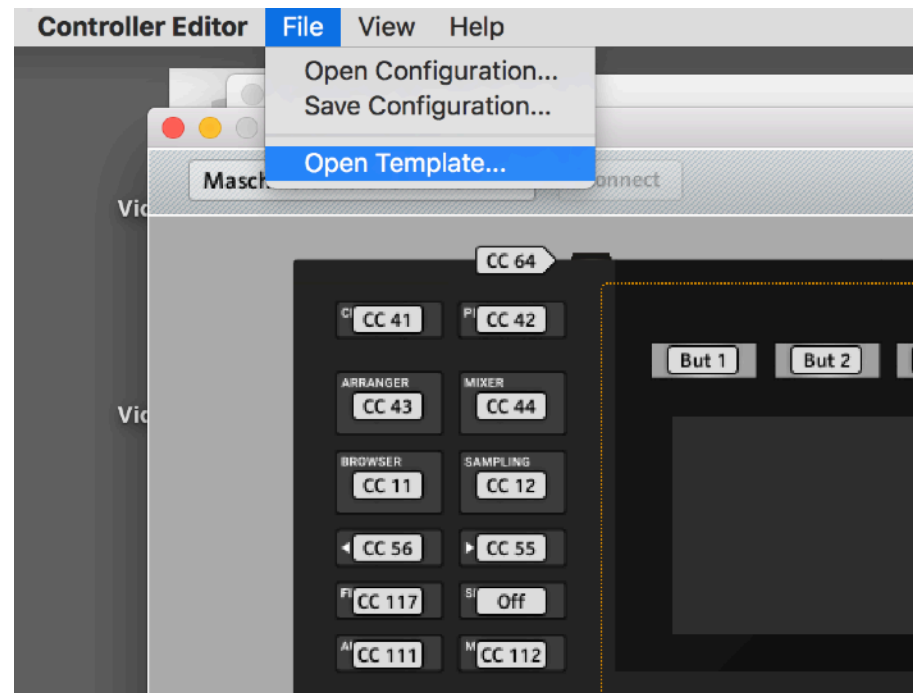 Controller Editor File View Help
Open Configuration...
Save Configuration...
Open Template...
CC 64
CC 41 CC 42
But 1 But 2
ARRANGER MIXER
CC 43 CC 44
BROWSER SAMPLING
CC 11 CC 12
CC 56 CC 55
CC 117 Off
CC 111 CC 112